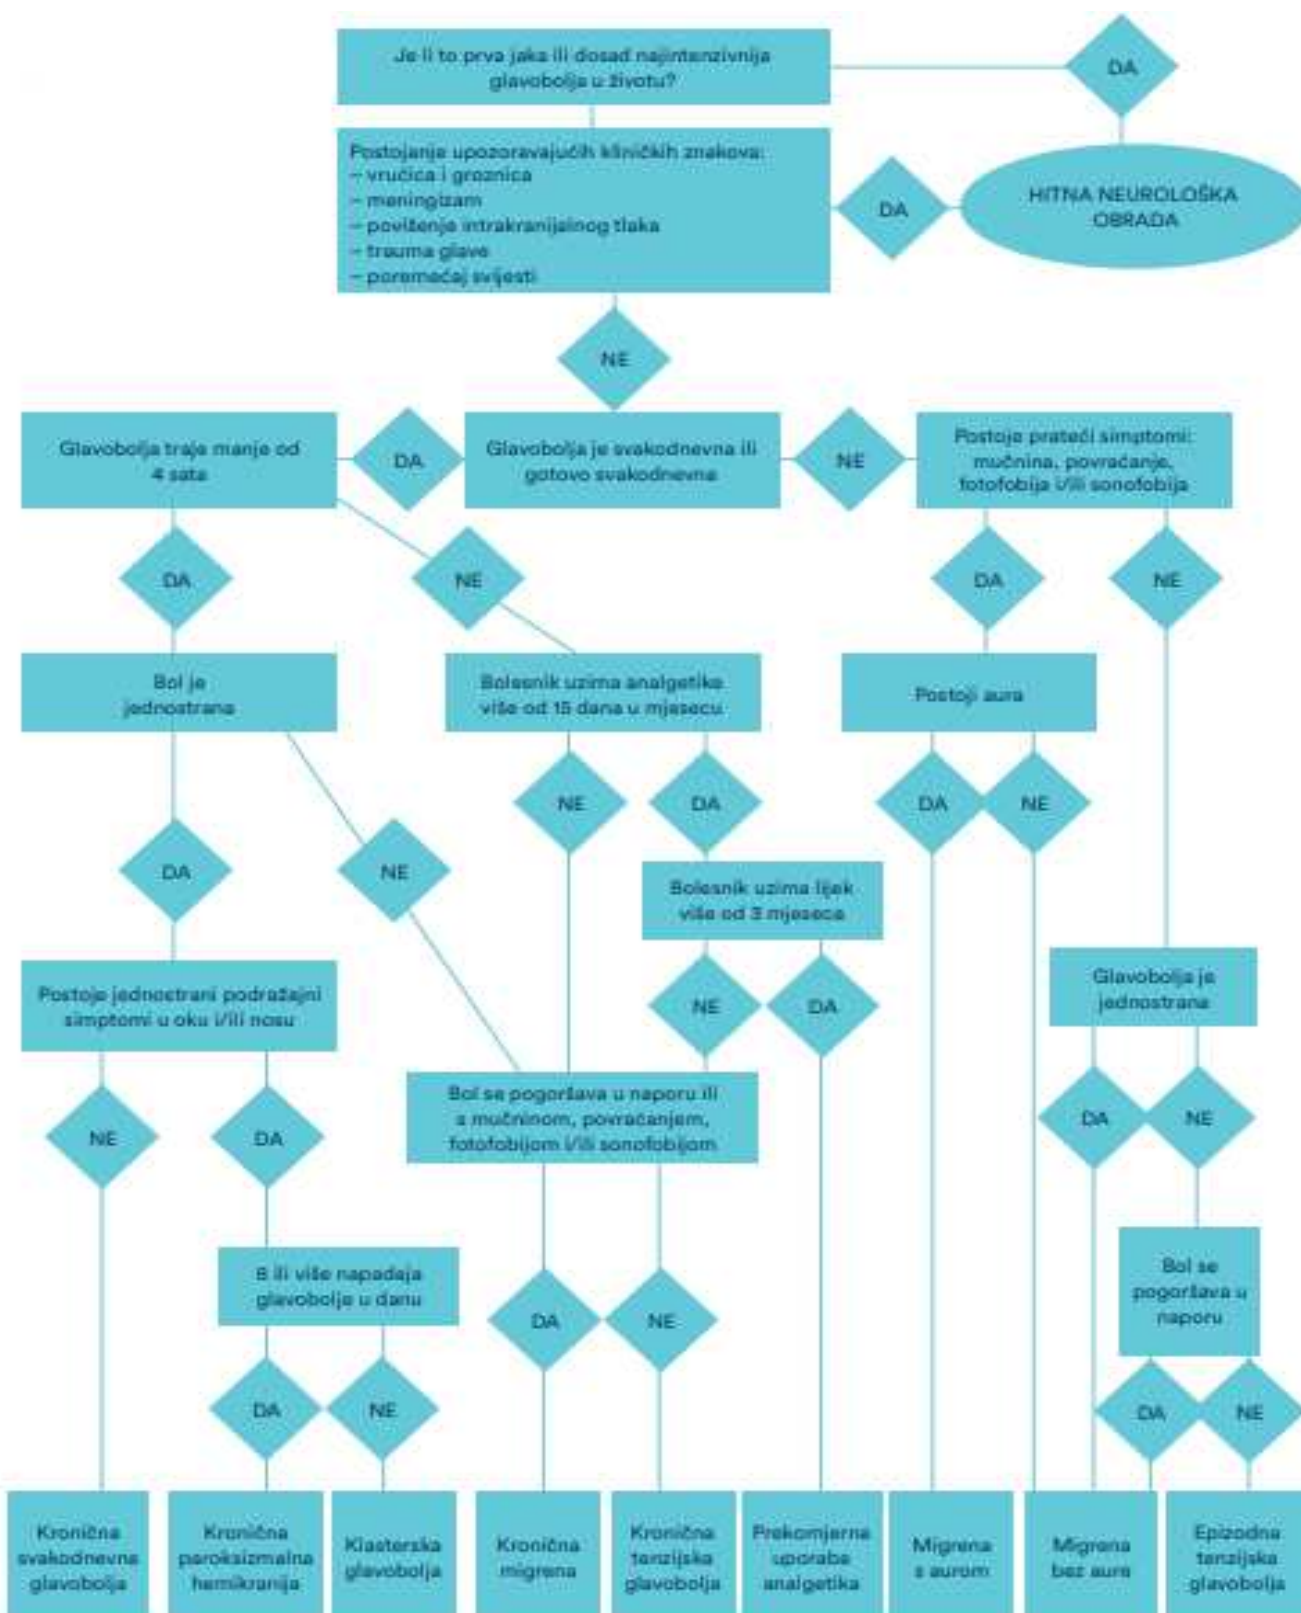 Je li to prva jaka ili dosad najintenzivnija
glavobolja u životu?
DA
Postojanje upozoravajućih kliničkih znakova:
– vrućica i groznica
– meningizam
– povišenje intrakranijalnog tlaka
– trauma glave
– poremećaj svijesti
DA
HITNA NEUROLOŠKA
OBRADA
NE
Glavobolja traje manje od
4 sata
DA
Glavobolja je svakodnevna ili
gotovo svakodnevna
NE
Postoje prateći simptomi:
mučnina, povraćanje,
fotofobija i/ili sonofobija
DA
NE
DA
NE
Bol je
jednostrana
Bolesnik uzima analgetike
više od 15 dana u mjesecu
Postoji aura
NE
DA
DA
NE
DA
NE
Bolesnik uzima lijek
više od 3 mjeseca
Postoje jednostrani podražajni
simptomi u oku i/ili nosu
NE
DA
Glavobolja je
jednostrana
NE
DA
Bol se pogoršava u naporu ili
s mučninom, povraćanjem,
fotofobijom i/ili sonofobijom
DA
NE
napadaja
glavobolje u danu
DA
NE
Bol se
pogoršava u
naporu
DA
NE
DA
NE
Kronična
svakodnevna
glavobolja
Kronična
paroksizmalna
hemikranija
Klasterska
glavobolja
Kronična
migrena
Kronična
tenzijska
glavobolja
Prekomjerna
uporaba
analgetika
Migrena
s aurom
Migrena
bez aure
Epizodna
tenzijska
glavobolja